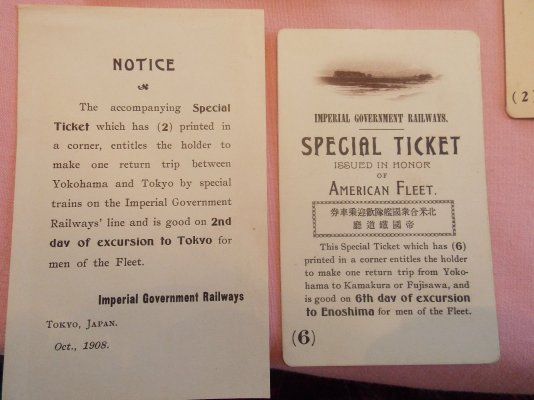 NOTICE
The accompanying Special
Ticket which has (2) printed in
a corner, entitles the holder to
make one return trip between
Yokohama and Tokyo by special
trains on the Imperial Government
Railways' line and is good on 2nd
day of excursion to Tokyo for
men of the Fleet.
Imperial Government Railways
Tokyo, Japan.
Oct., 1908.
IMPERIAL GOVERNMENT RAILWAYS.
SPECIAL TICKET
ISSUED IN HONOR
OF
AMERICAN FLEET.
北米合衆國艦隊歡迎乘車券
帝國鐵道廳
This Special Ticket which has (6)
printed in a corner entitles the holder
to make one return trip from Yoko-
hama to Kamakura or Fujisawa, and
is good on 6th day of excursion
to Enoshima for men of the Fleet.
(6)
(2)